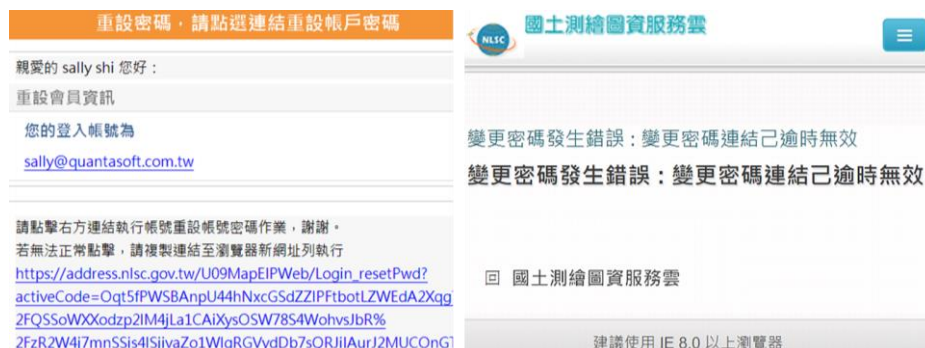 重設密碼，請點選連結重設帳戶密碼
親愛的 sally shi 您好：
重設會員資訊
您的登入帳號為
sally@quantasoft.com.tw
請點擊右方連結執行帳號重設帳號密碼作業，謝謝。
若無法正常點擊，請複製連結至瀏覽器新網址列執行
https://address.nlsc.gov.tw/U09MapEIPWeb/Login_resetPwd?
activeCode=Oqt5fPWSBAnpU44hNxcGSdZZIPFtbotLZWEdA2Xqg
2FQSSoWXXodzp2IM4jLa1CAiXysOSW78S4WohvsJbR%
2FzR2W4i7mnSSis4ISiivaZo1WIqRGVydDb7sORJilAurJ2MUCOnGT
NLSC
國土測繪圖資服務雲
變更密碼發生錯誤：變更密碼連結己逾時無效
變更密碼發生錯誤：變更密碼連結己逾時無效
回 國土測繪圖資服務雲
建議使用 IE 8.0 以上瀏覽器